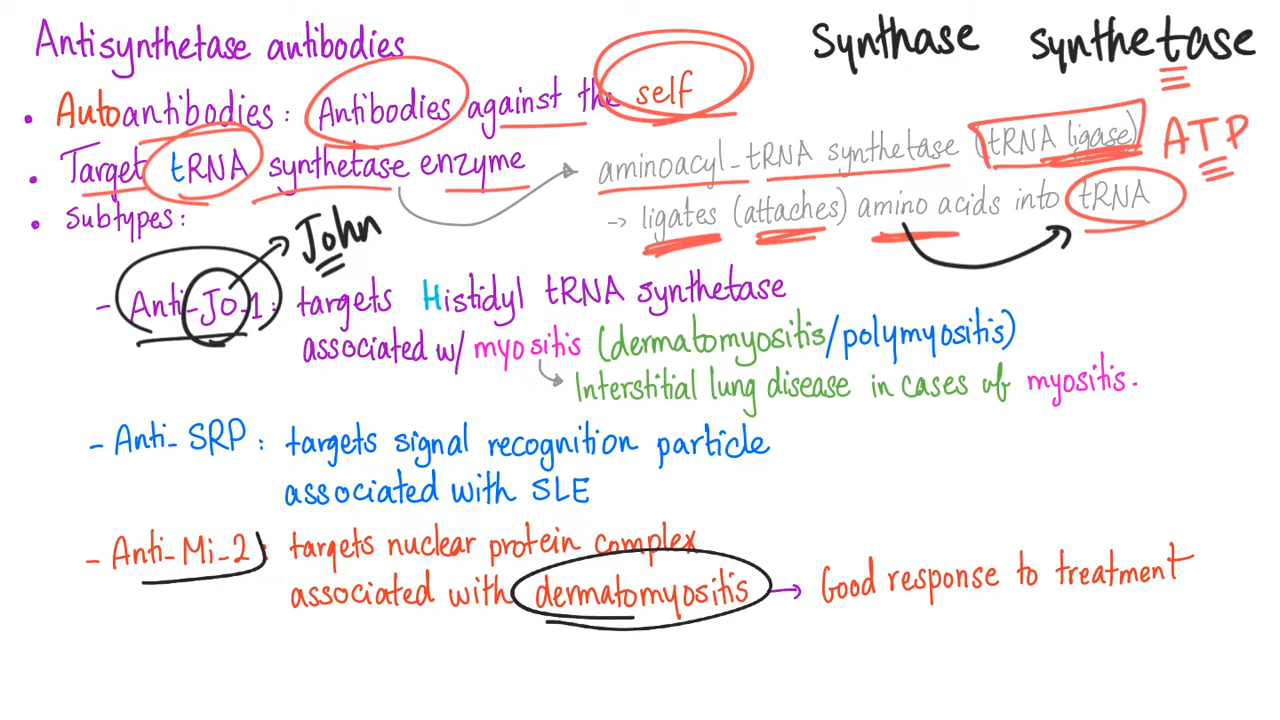 Antisynthetase antibodies
Synthase synthetase
• Autoantibodies: Antibodies against the self
ATP
• Target tRNA synthetase enzyme
aminoacyl-tRNA synthetase (tRNA ligase)
→ ligates (attaches) amino acids into tRNA
• Subtypes:
John
- Anti-Jo-1: targets Histidyl tRNA synthetase
associated w/ myositis (dermatomyositis/polymyositis)
Interstitial lung disease in cases of myositis.
- Anti-SRP: targets signal recognition particle
associated with SLE
- Anti-Mi-2: targets nuclear protein complex
associated with dermatomyositis → Good response to treatment